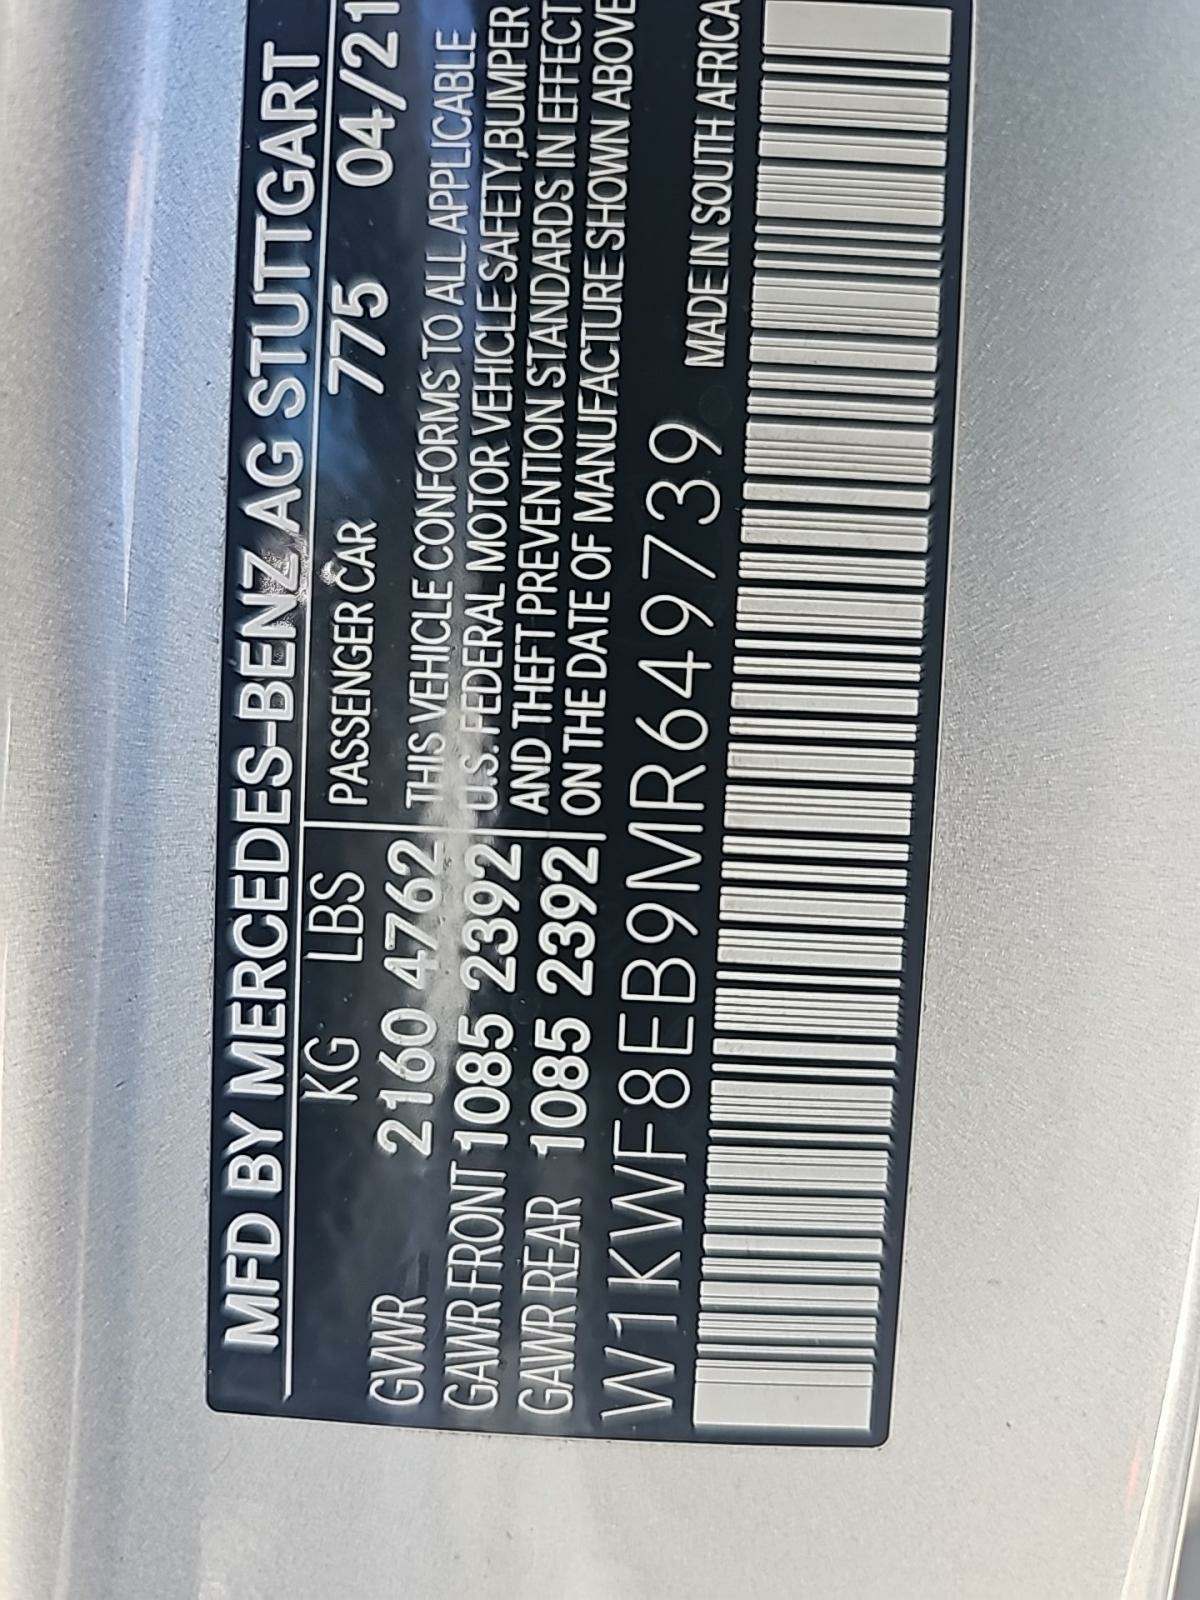 MFD BY MERCEDES-BENZ AG STUTTGART
KG LBS PASSENGER CAR 775 04/21
GVWR 2160 4762 THIS VEHICLE CONFORMS TO ALL APPLICABLE
GAWR FRONT 1085 2392 U.S. FEDERAL MOTOR VEHICLE SAFETY, BUMPER
AND THEFT PREVENTION STANDARDS IN EFFECT
GAWR REAR 1085 2392 ON THE DATE OF MANUFACTURE SHOWN ABOVE
W1KWF8EB9MR649739 MADE IN SOUTH AFRICA